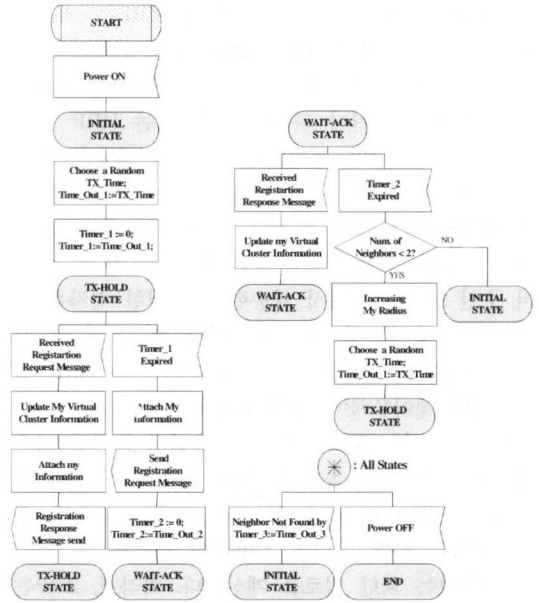 START
Power ON
INITIAL
STATE
Choose a Random
TX_Time;
Time_Out_1:=TX_Time
Timer_1 := 0;
Timer_1:=Time_Out_1;
TX-HOLD
STATE
Received
Registartion
Request Message
Update My Virtual
Cluster Information
Attach my
Information
Registration
Response
Message send
TX-HOLD
STATE
Timer_1
Expired
Attach My
Information
Send
Registration
Request Message
Timer_2 := 0;
Timer_2:=Time_Out_2
WAIT-ACK
STATE
WAIT-ACK
STATE
Received
Registartion
Response Message
Update my Virtual
Cluster Information
WAIT-ACK
STATE
Timer_2
Expired
Num. of
Neighbors < 2?
NO
YES
INITIAL
STATE
Increasing
My Radius
Choose a Random
TX_Time;
Time_Out_1:=TX_Time
TX-HOLD
STATE
: All States
Neighbor Not Found by
Timer_3:=Time_Out_3
INITIAL
STATE
Power OFF
END